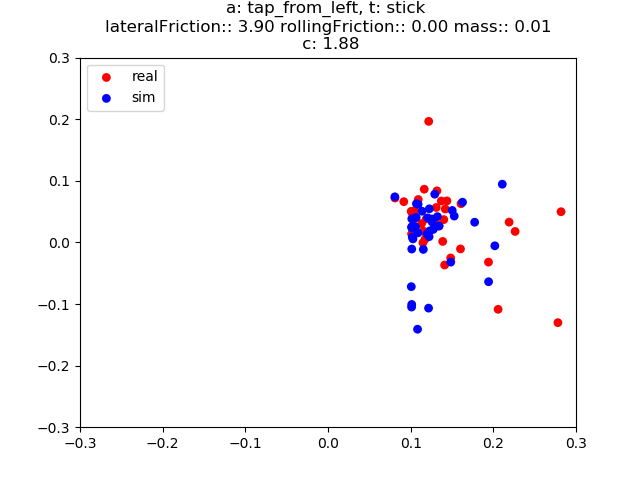 a: tap_from_left, t: stick
lateralFriction:: 3.90 rollingFriction:: 0.00 mass:: 0.01
c: 1.88
real
sim
0.3
0.2
0.1
0.0
−0.1
−0.2
−0.3
−0.3
−0.2
−0.1
0.0
0.1
0.2
0.3